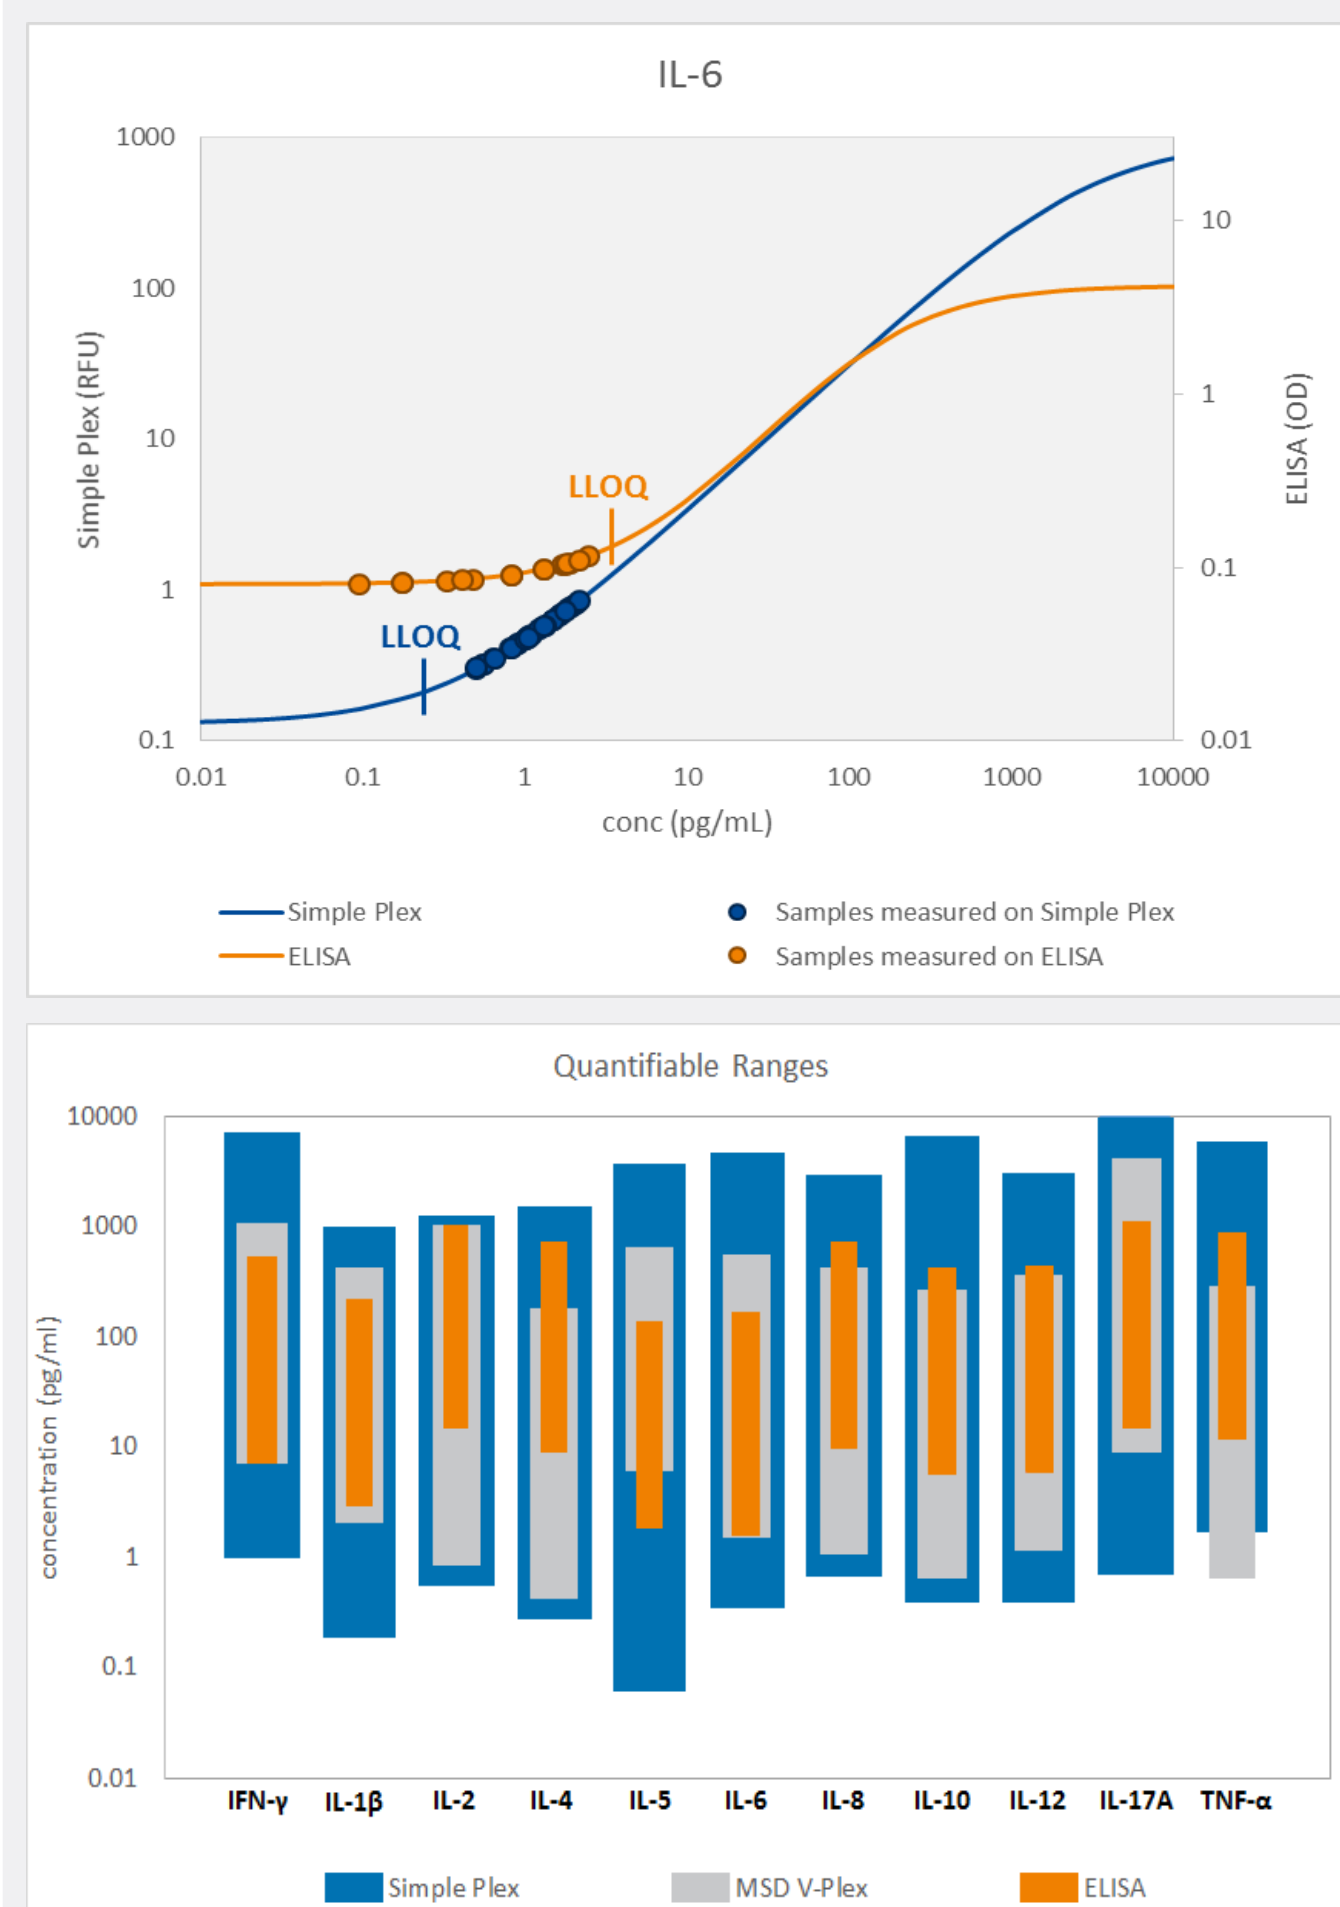 IL-6
1000
100
10
1
0.1
Simple Plex (RFU)
10
1
0.1
0.01
ELISA (OD)
LLOQ
LLOQ
0.01 0.1 1 10 100 1000 10000
conc (pg/mL)
Simple Plex
Samples measured on Simple Plex
ELISA
Samples measured on ELISA
Quantifiable Ranges
10000
1000
100
10
1
0.1
0.01
concentration (pg/ml)
IFN-γ IL-1β IL-2 IL-4 IL-5 IL-6 IL-8 IL-10 IL-12 IL-17A TNF-α
Simple Plex MSD V-Plex ELISA